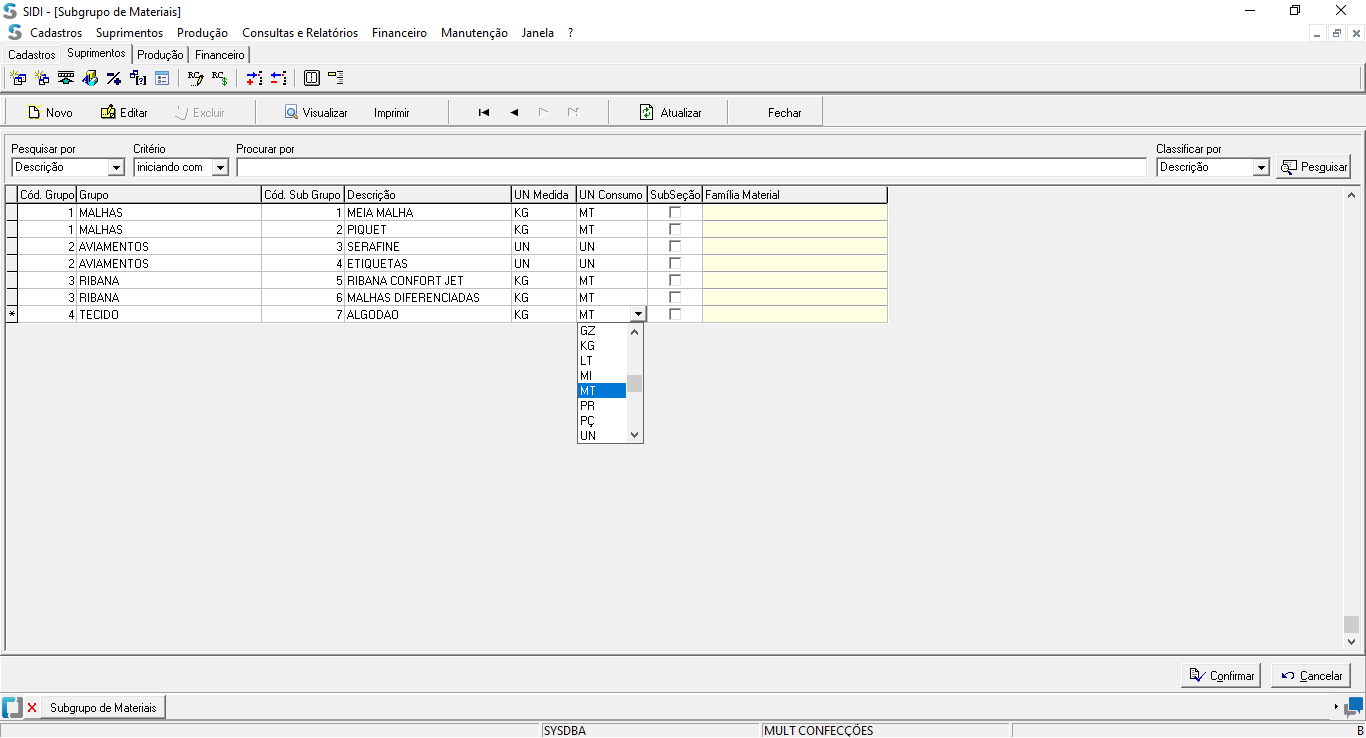 SIDI - [Subgrupo de Materiais]
Cadastros Suprimentos Produção Consultas e Relatórios Financeiro Manutenção Janela ?
Cadastros Suprimentos Produção Financeiro
Novo Editar Excluir Visualizar Imprimir Atualizar Fechar
Pesquisar por Critério Procurar por Classificar por
Descrição iniciando com Descrição Pesquisar
Cód. Grupo Grupo Cód. Sub Grupo Descrição UN Medida UN Consumo SubSeção Família Material
1 MALHAS 1 MEIA MALHA KG MT
1 MALHAS 2 PIQUET KG MT
2 AVIAMENTOS 3 SERAFINE UN UN
2 AVIAMENTOS 4 ETIQUETAS UN UN
3 RIBANA 5 RIBANA CONFORT JET KG MT
3 RIBANA 6 MALHAS DIFERENCIADAS KG MT
* 4 TECIDO 7 ALGODAO KG MT
GZ
KG
LT
MI
MT
PR
PÇ
UN
Confirmar Cancelar
Subgrupo de Materiais
SYSDBA MULT CONFECÇÕES B